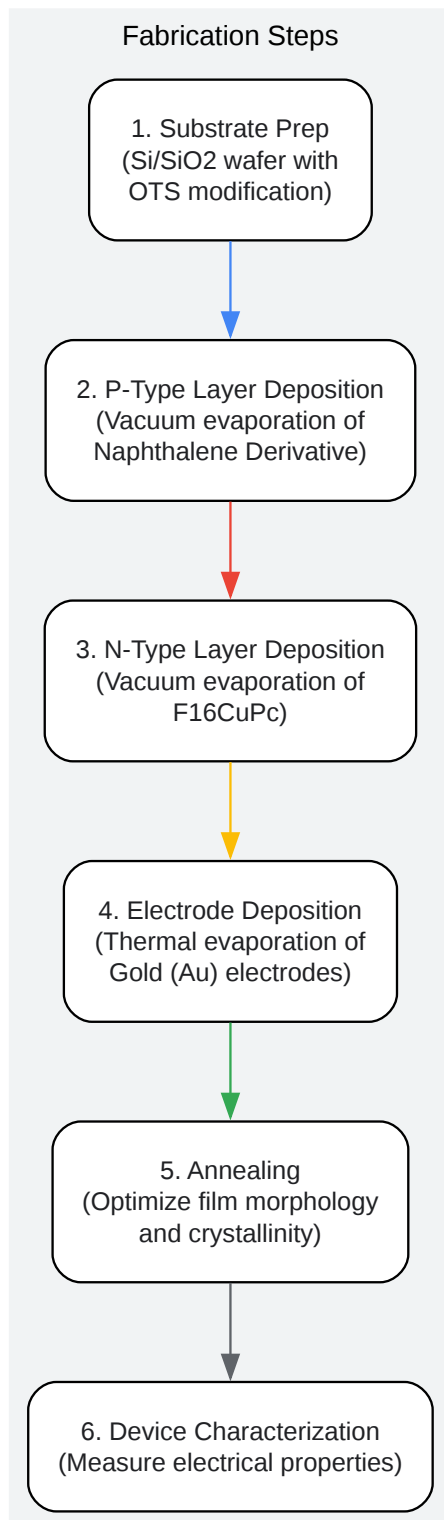 Fabrication Steps
1. Substrate Prep
(Si/SiO2 wafer with
OTS modification)
2. P-Type Layer Deposition
(Vacuum evaporation of
Naphthalene Derivative)
3. N-Type Layer Deposition
(Vacuum evaporation of
F16CuPc)
4. Electrode Deposition
(Thermal evaporation of
Gold (Au) electrodes)
5. Annealing
(Optimize film morphology
and crystallinity)
6. Device Characterization
(Measure electrical properties)